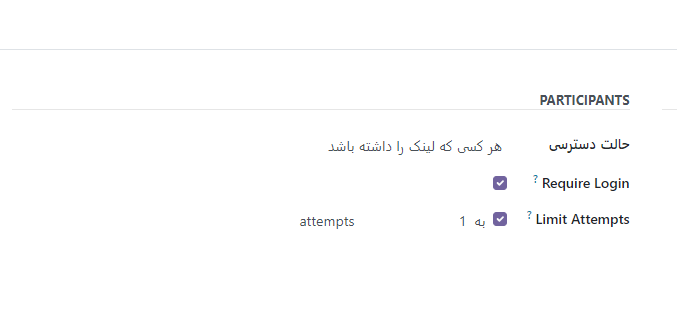 PARTICIPANTS
حالت دسترسی هر کسی که لینک را داشته باشد
Require Login ?
Limit Attempts ? به 1 attempts